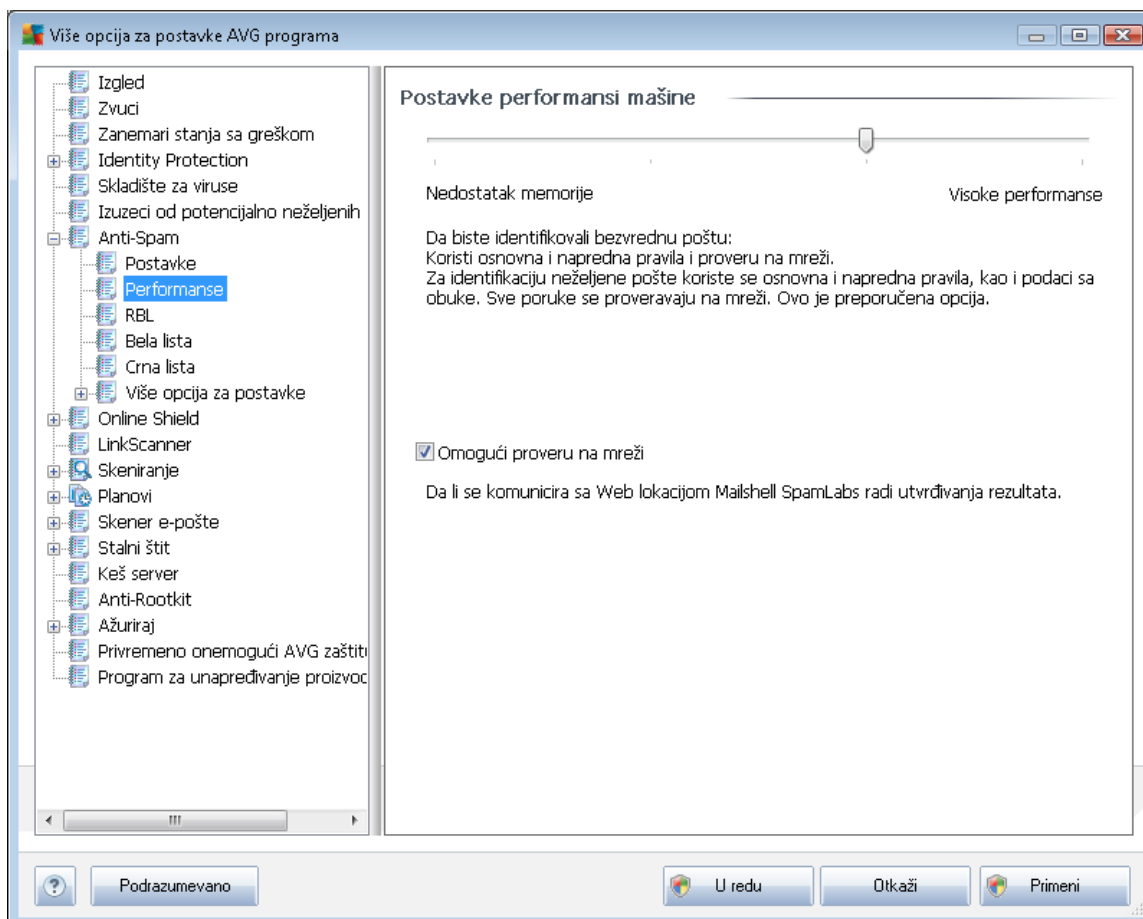 Više opcija za postavke AVG programa
Izgled
Zvuci
Zanemari stanja sa greškom
Identity Protection
Skladište za viruse
Izuzeci od potencijalno neželjenih
Anti-Spam
Postavke
Performanse
RBL
Bela lista
Crna lista
Više opcija za postavke
Online Shield
LinkScanner
Skeniranje
Planovi
Skener e-pošte
Stalni štit
Keš server
Anti-Rootkit
Ažuriraj
Privremeno onemogući AVG zaštitu
Program za unapređivanje proizvod
Postavke performansi mašine
Nedostatak memorije
Visoke performanse
Da biste identifikovali bezvrednu poštu:
Koristi osnovna i napredna pravila i proveru na mreži.
Za identifikaciju neželjene pošte koriste se osnovna i napredna pravila, kao i podaci sa
obuke. Sve poruke se proveravaju na mreži. Ovo je preporučena opcija.
Omogući proveru na mreži
Da li se komunicira sa Web lokacijom Mailshell SpamLabs radi utvrđivanja rezultata.
?
Podrazumevano
U redu
Otkaži
Primeni